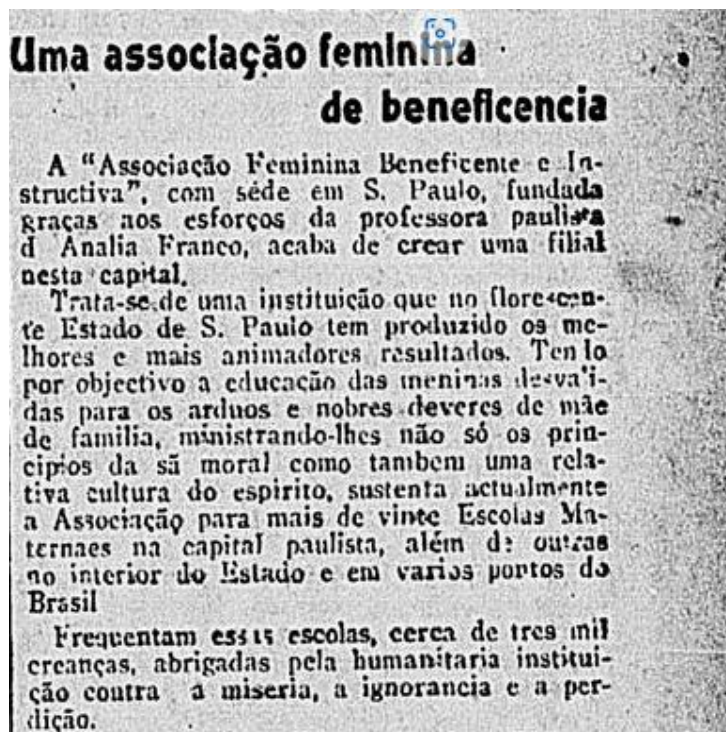 Uma associação feminina
de beneficencia
A "Associação Feminina Beneficente e In-
structiva", com séde em S. Paulo, fundada
graças aos esforços da professora paulista
d Analia Franco, acaba de crear uma filial
nesta capital.
Trata-se de uma instituição que no florescen-
te Estado de S. Paulo tem produzido os me-
lhores e mais animadores resultados. Tenlo
por objectivo a educação das meninas desvali-
das para os arduos e nobres deveres de mãe
de familia, ministrando-lhes não só os prin-
cipios da sã moral como tambem uma rela-
tiva cultura do espirito, sustenta actualmente
a Associação para mais de vinte Escolas Ma-
ternaes na capital paulista, além de outras
no interior do Estado e em varios pontos do
Brasil
Frequentam essas escolas, cerca de tres mil
creanças, abrigadas pela humanitaria institui-
ção contra a miseria, a ignorancia e a per-
dição.